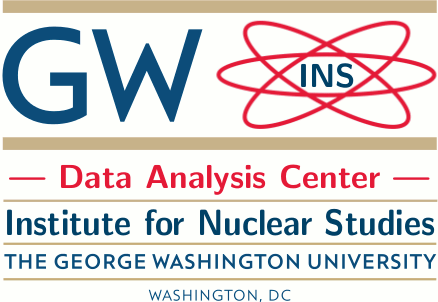 GW INS
— Data Analysis Center —
Institute for Nuclear Studies
THE GEORGE WASHINGTON UNIVERSITY
WASHINGTON, DC